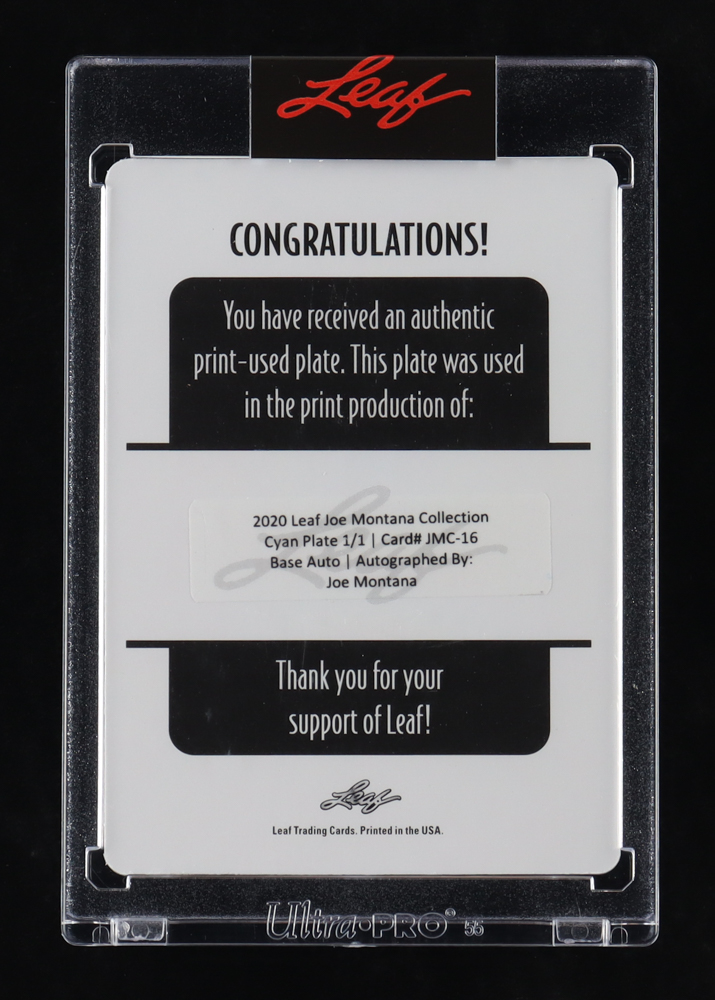 Leaf
CONGRATULATIONS!
You have received an authentic
print-used plate. This plate was used
in the print production of:
2020 Leaf Joe Montana Collection
Cyan Plate 1/1 | Card# JMC-16
Base Auto | Autographed By:
Joe Montana
Thank you for your
support of Leaf!
Leaf
Leaf Trading Cards. Printed in the USA.
Ultra·PRO® 55